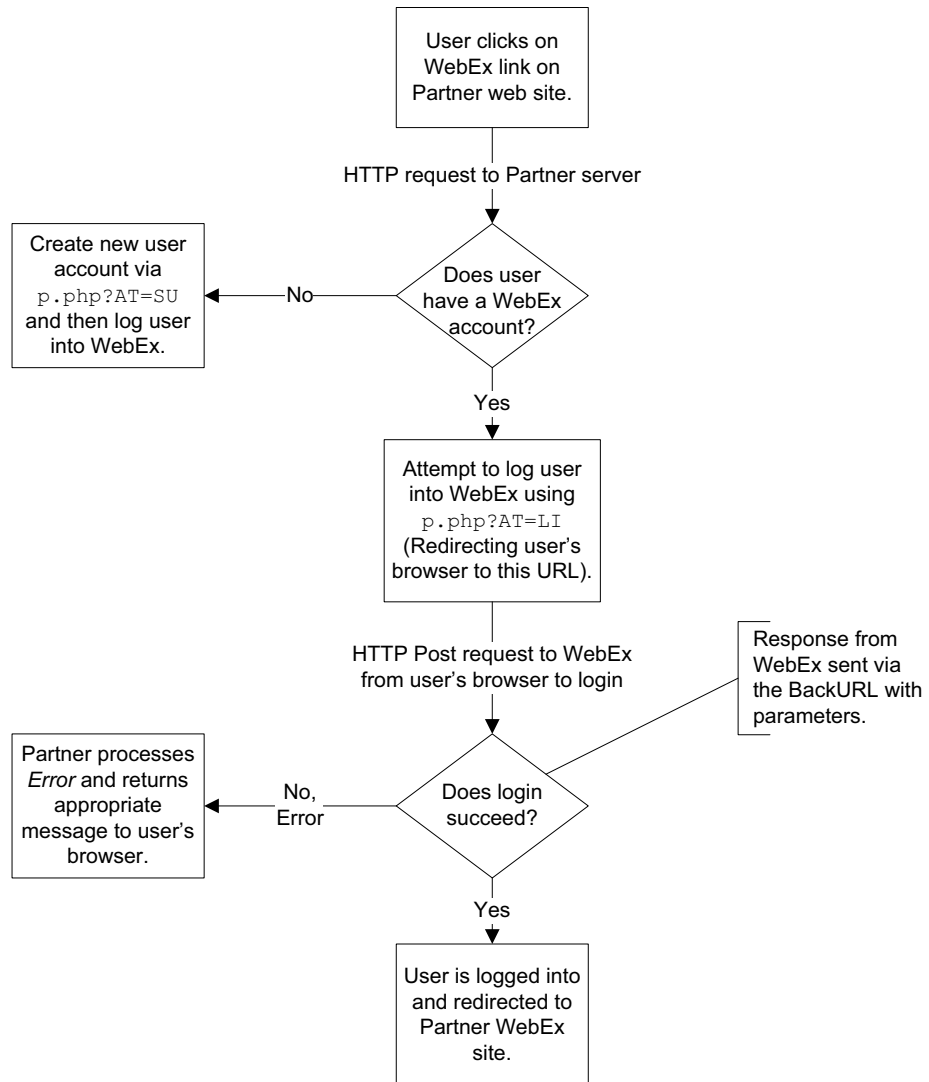 User clicks on
WebEx link on
Partner web site.
HTTP request to Partner server
Create new user
account via
p.php?AT=SU
and then log user
into WebEx.
No
Does user
have a WebEx
account?
Yes
Attempt to log user
into WebEx using
p.php?AT=LI
(Redirecting user’s
browser to this URL).
HTTP Post request to WebEx
from user’s browser to login
Response from
WebEx sent via
the BackURL with
parameters.
Partner processes
Error and returns
appropriate
message to user’s
browser.
No,
Error
Does login
succeed?
Yes
User is logged into
and redirected to
Partner WebEx
site.